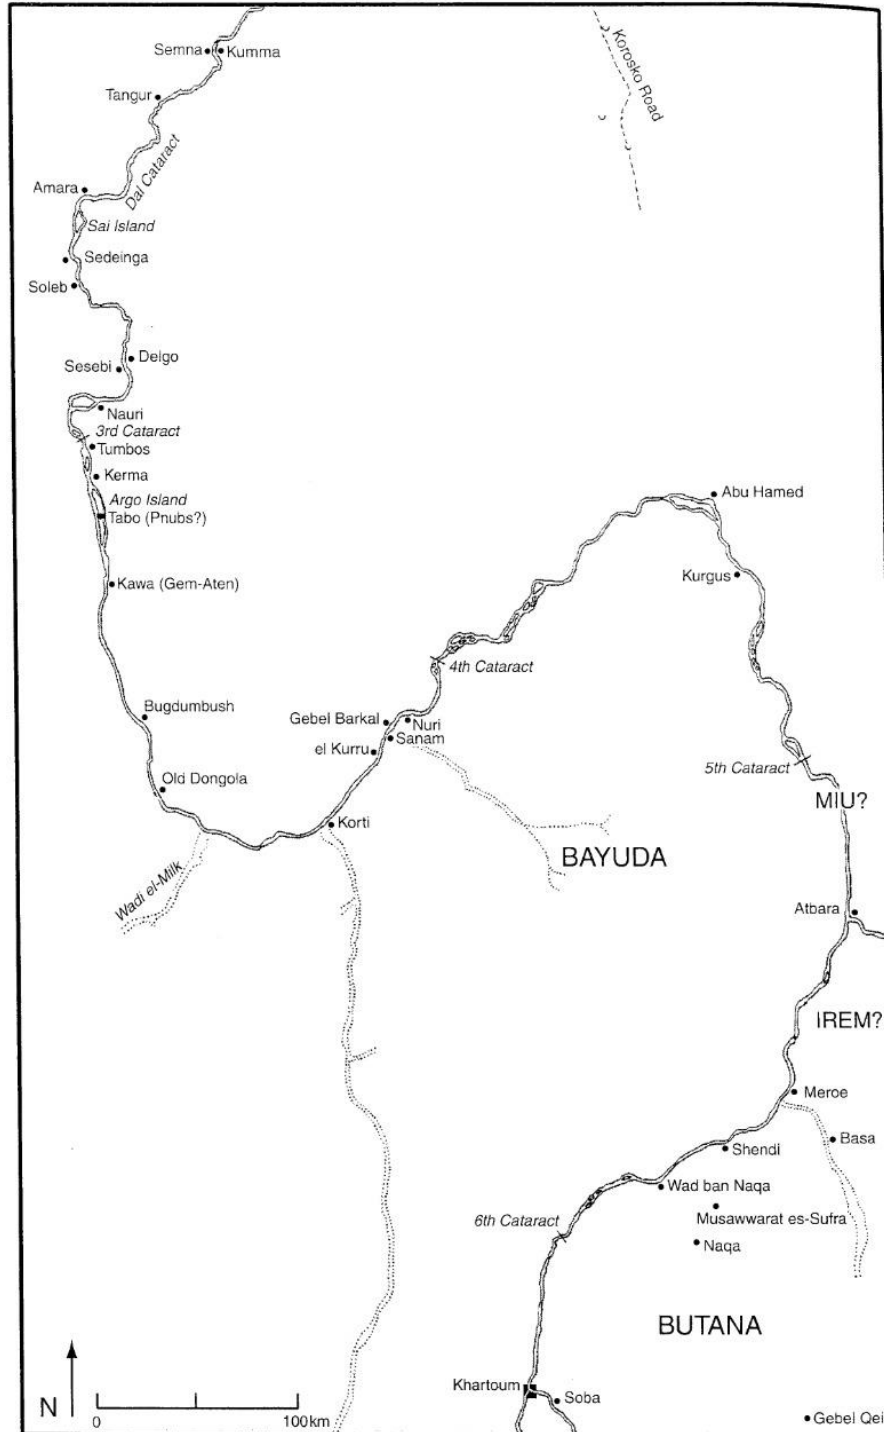 Semna
Kumma
Korosko Road
Tangur
Dal Cataract
Amara
Sai Island
Sedeinga
Soleb
Delgo
Sesebi
Nauri
3rd Cataract
Tumbos
Kerma
Argo Island
Tabo (Pnubs?)
Abu Hamed
Kurgus
Kawa (Gem-Aten)
4th Cataract
Bugdumbush
Gebel Barkal
Nuri
Sanam
el Kurru
5th Cataract
Old Dongola
MIU?
Korti
BAYUDA
Wadi el-Milk
Atbara
IREM?
Meroe
Basa
Shendi
Wad ban Naqa
Musawwarat es-Sufra
6th Cataract
Naqa
BUTANA
Khartoum
Soba
N
0
100km
Gebel Qei